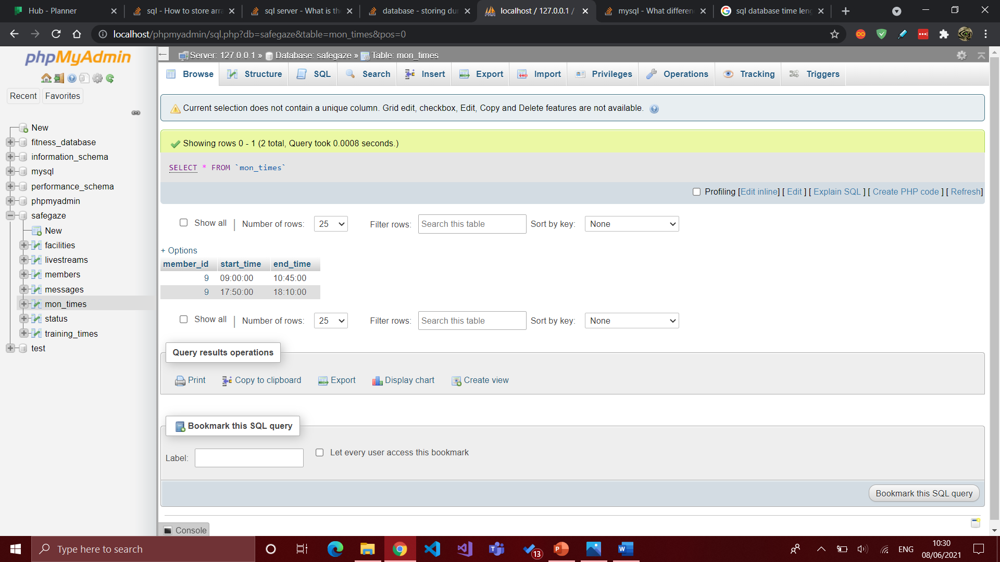 Hub - Planner
sql - How to store arra
sql server - What is the
database - storing du
localhost / 127.0.0.1 /
mysql - What differen
sql database time leng
localhost/phpmyadmin/sql.php?db=safegaze&table=mon_times&pos=0
phpMyAdmin
Recent
Favorites
New
fitness_database
information_schema
mysql
performance_schema
phpmyadmin
safegaze
New
facilities
livestreams
members
messages
mon_times
status
training_times
test
Server: 127.0.0.1 » Database: safegaze » Table: mon_times
Browse
Structure
SQL
Search
Insert
Export
Import
Privileges
Operations
Tracking
Triggers
Current selection does not contain a unique column. Grid edit, checkbox, Edit, Copy and Delete features are not available.
Showing rows 0 - 1 (2 total, Query took 0.0008 seconds.)
SELECT * FROM `mon_times`
Profiling [Edit inline] [ Edit ] [ Explain SQL ] [ Create PHP code ] [ Refresh]
Show all | Number of rows: 25 Filter rows: Search this table Sort by key: None
+ Options
member_id start_time end_time
9 09:00:00 10:45:00
9 17:50:00 18:10:00
Show all | Number of rows: 25 Filter rows: Search this table Sort by key: None
Query results operations
Print
Copy to clipboard
Export
Display chart
Create view
Bookmark this SQL query
Label:
Let every user access this bookmark
Bookmark this SQL query
Console
Type here to search
13
ENG
10:30
08/06/2021